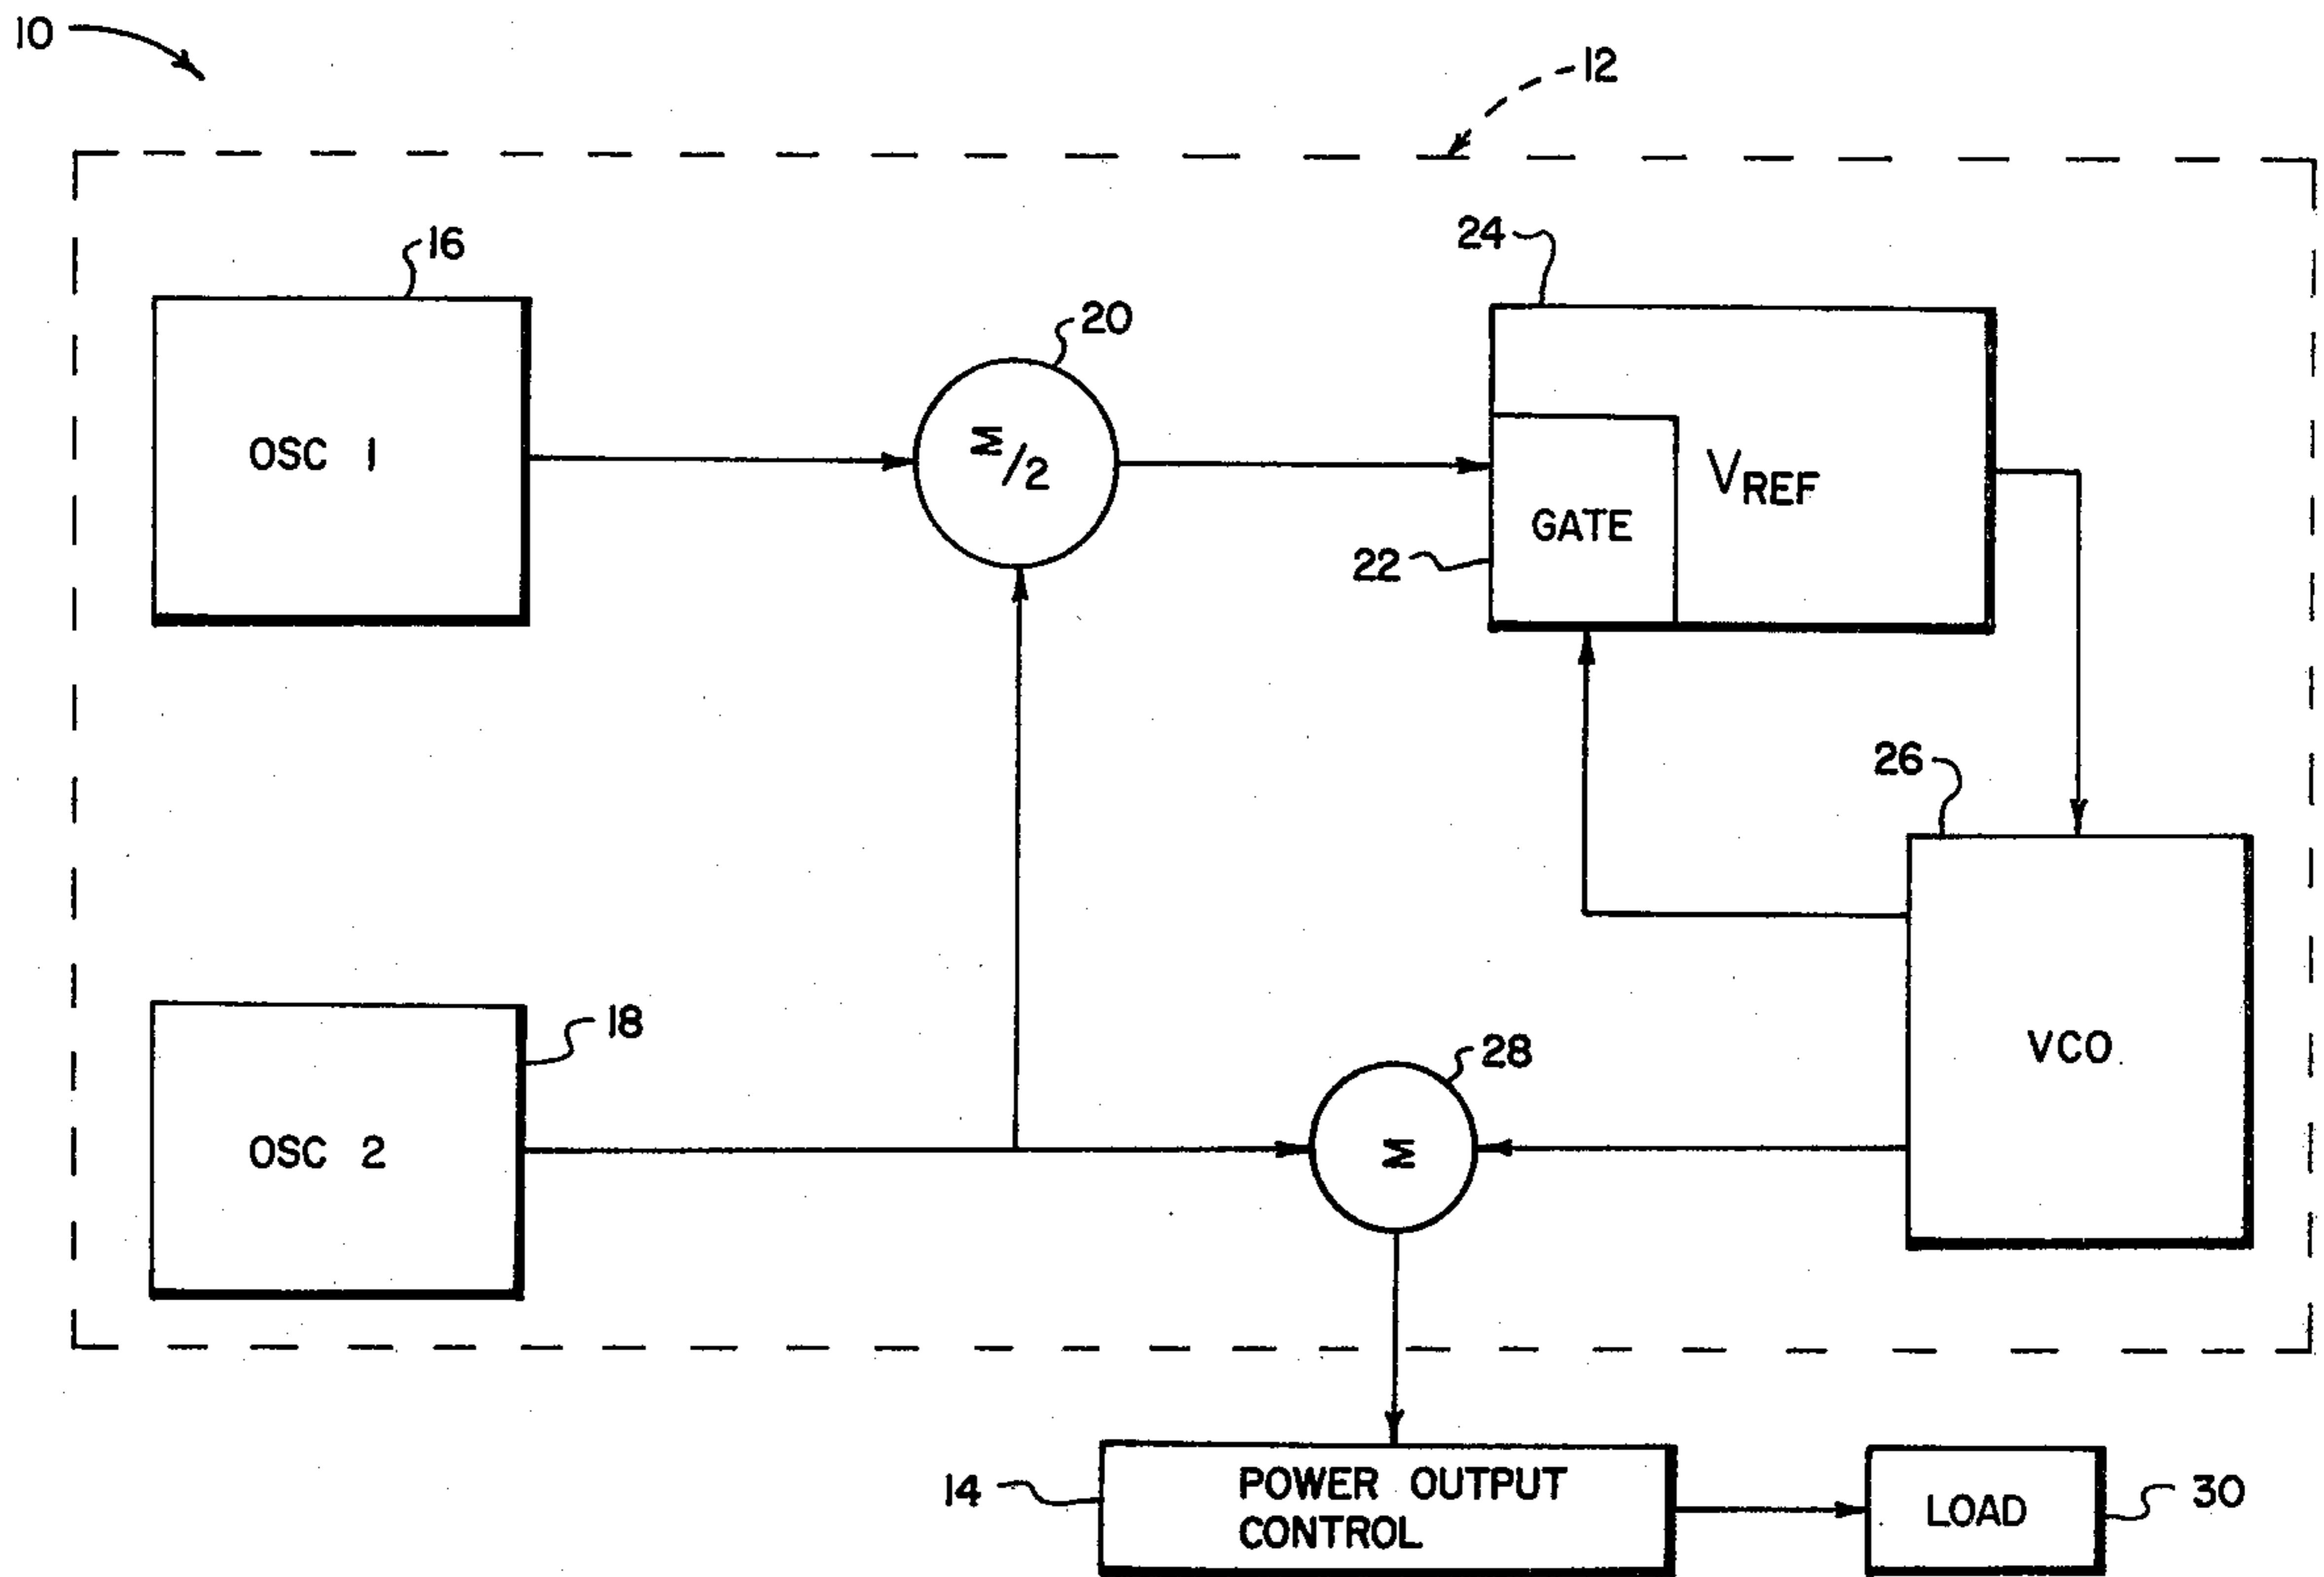 10
12
16
24
20
OSC 1
Σ/2
VREF
GATE
22
26
18
28
VCO
OSC 2
Σ
14
POWER OUTPUT
CONTROL
LOAD
30